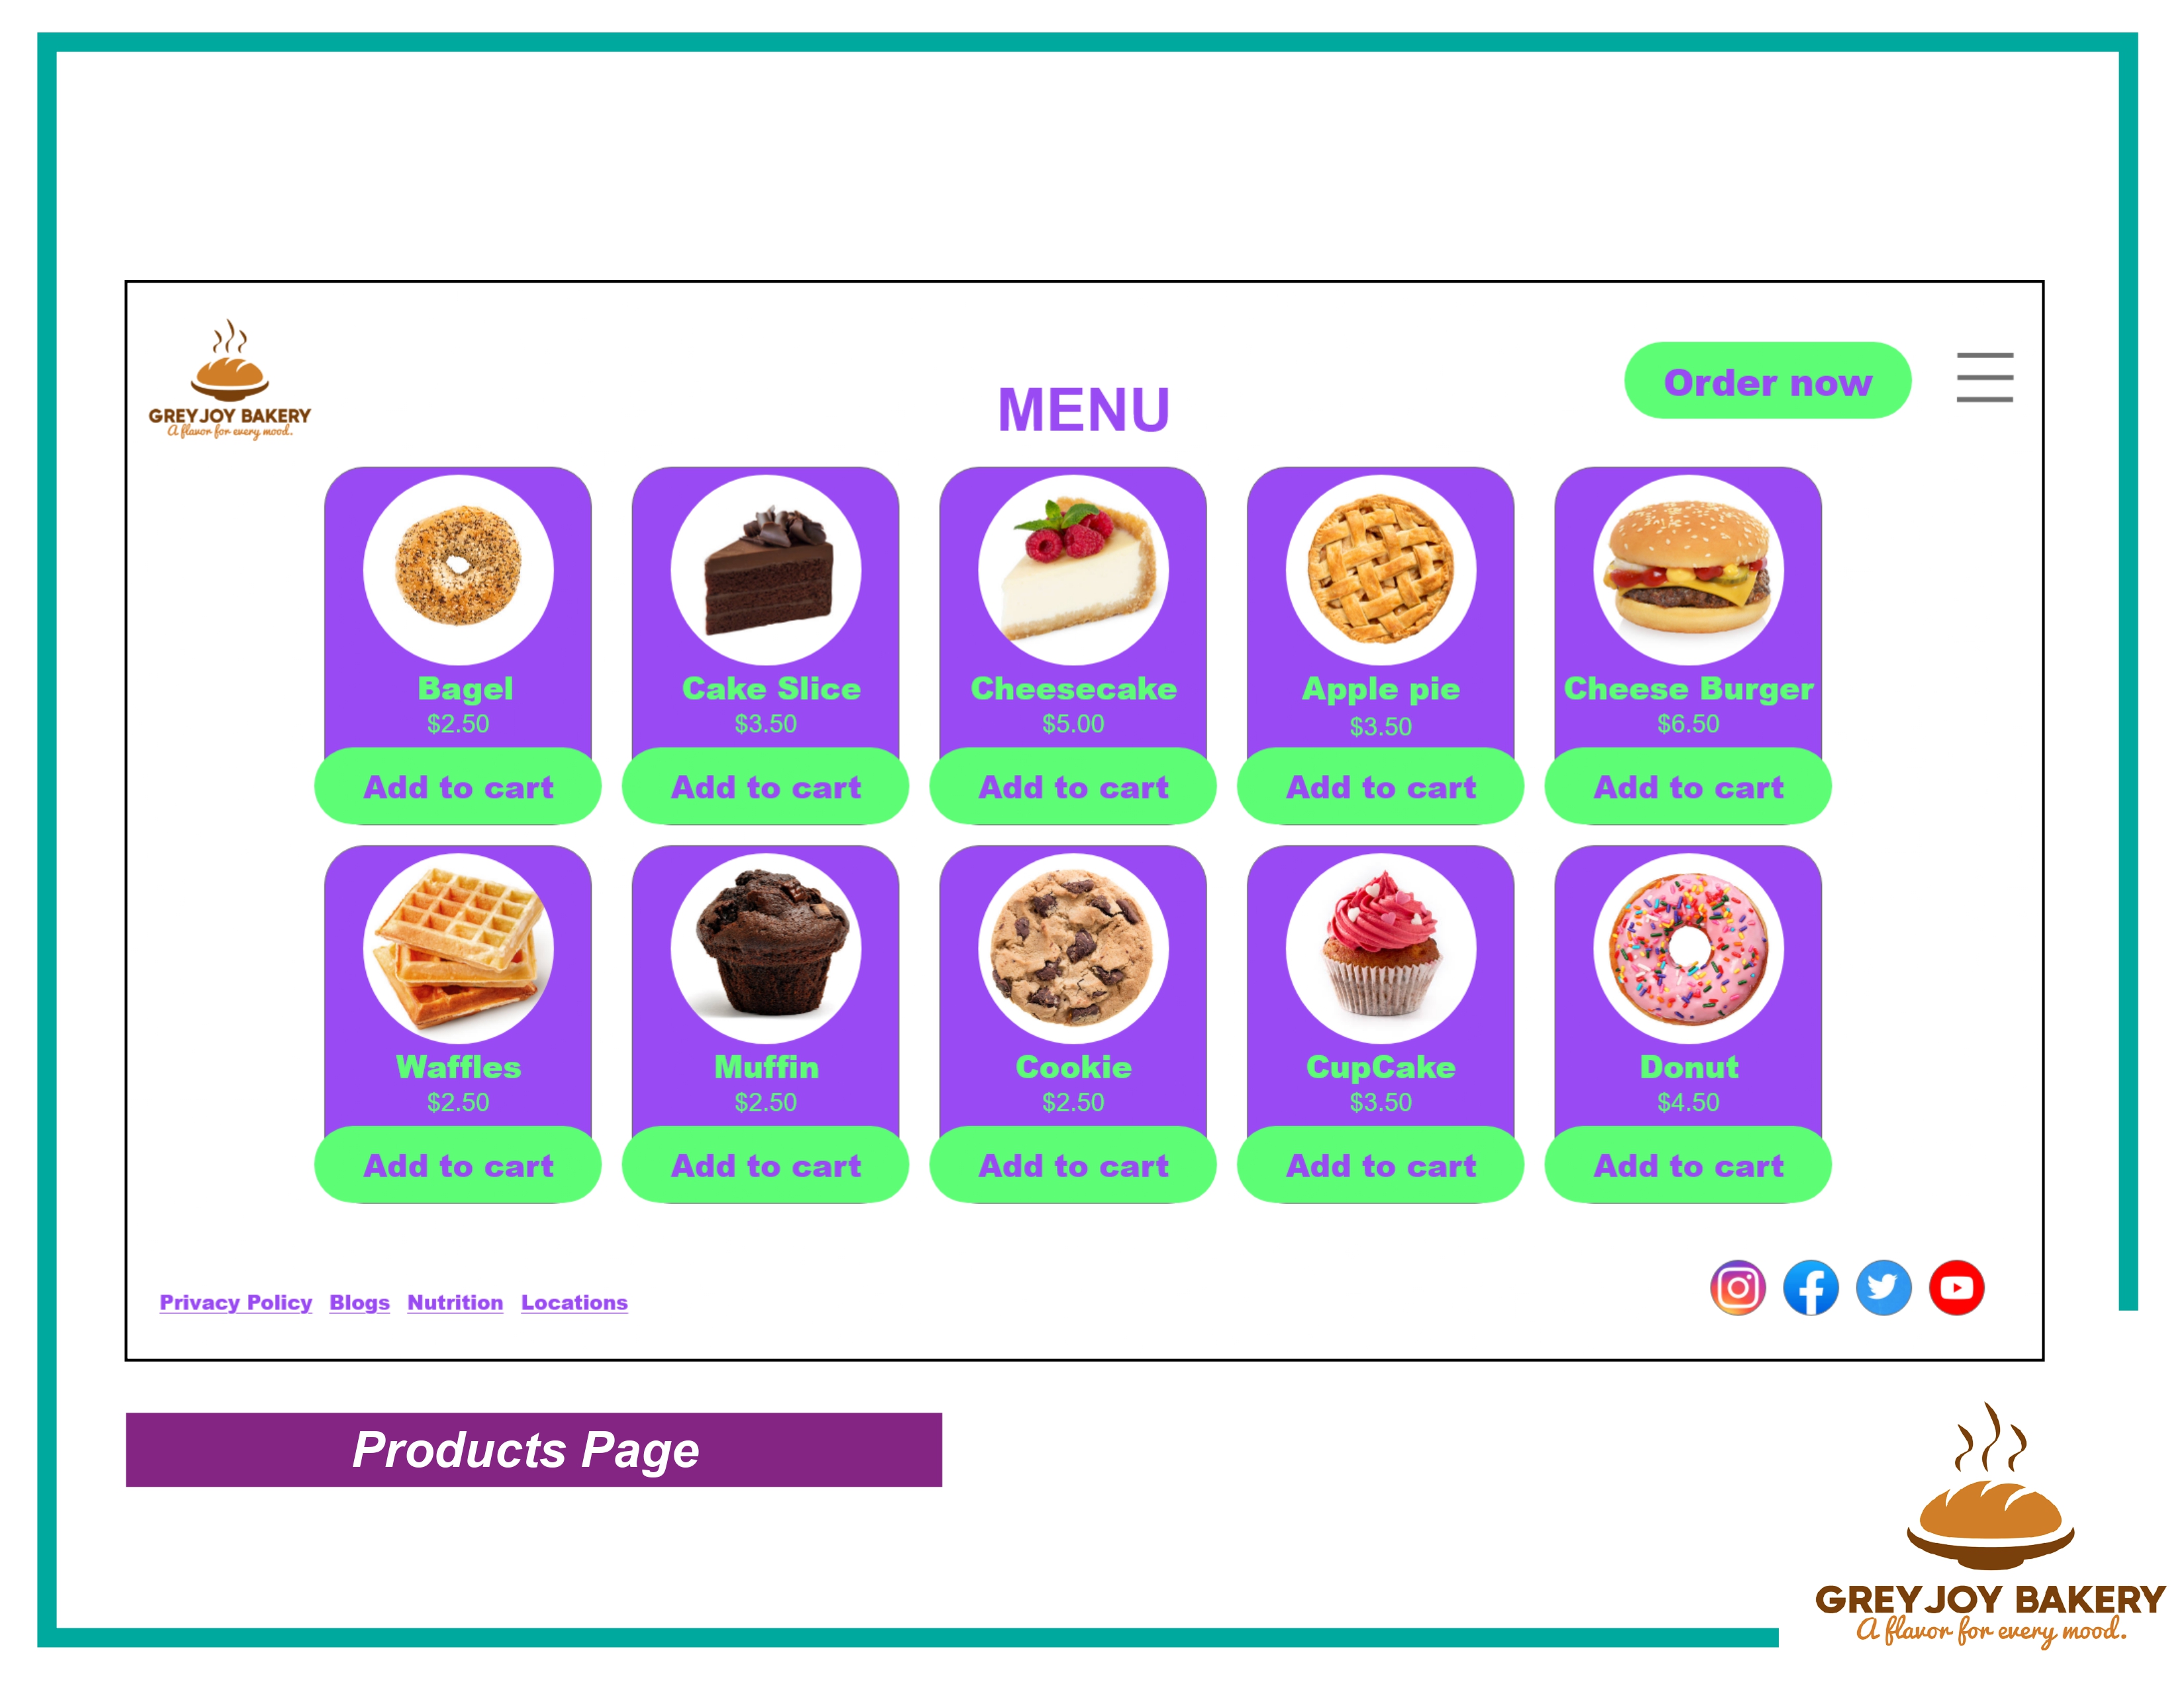 GREYJOY BAKERY
A flavor for every mood.
MENU
Order now
Bagel
$2.50
Add to cart
Cake Slice
$3.50
Add to cart
Cheesecake
$5.00
Add to cart
Apple pie
$3.50
Add to cart
Cheese Burger
$6.50
Add to cart
Waffles
$2.50
Add to cart
Muffin
$2.50
Add to cart
Cookie
$2.50
Add to cart
CupCake
$3.50
Add to cart
Donut
$4.50
Add to cart
Privacy Policy Blogs Nutrition Locations
Products Page
GREYJOY BAKERY
A flavor for every mood.